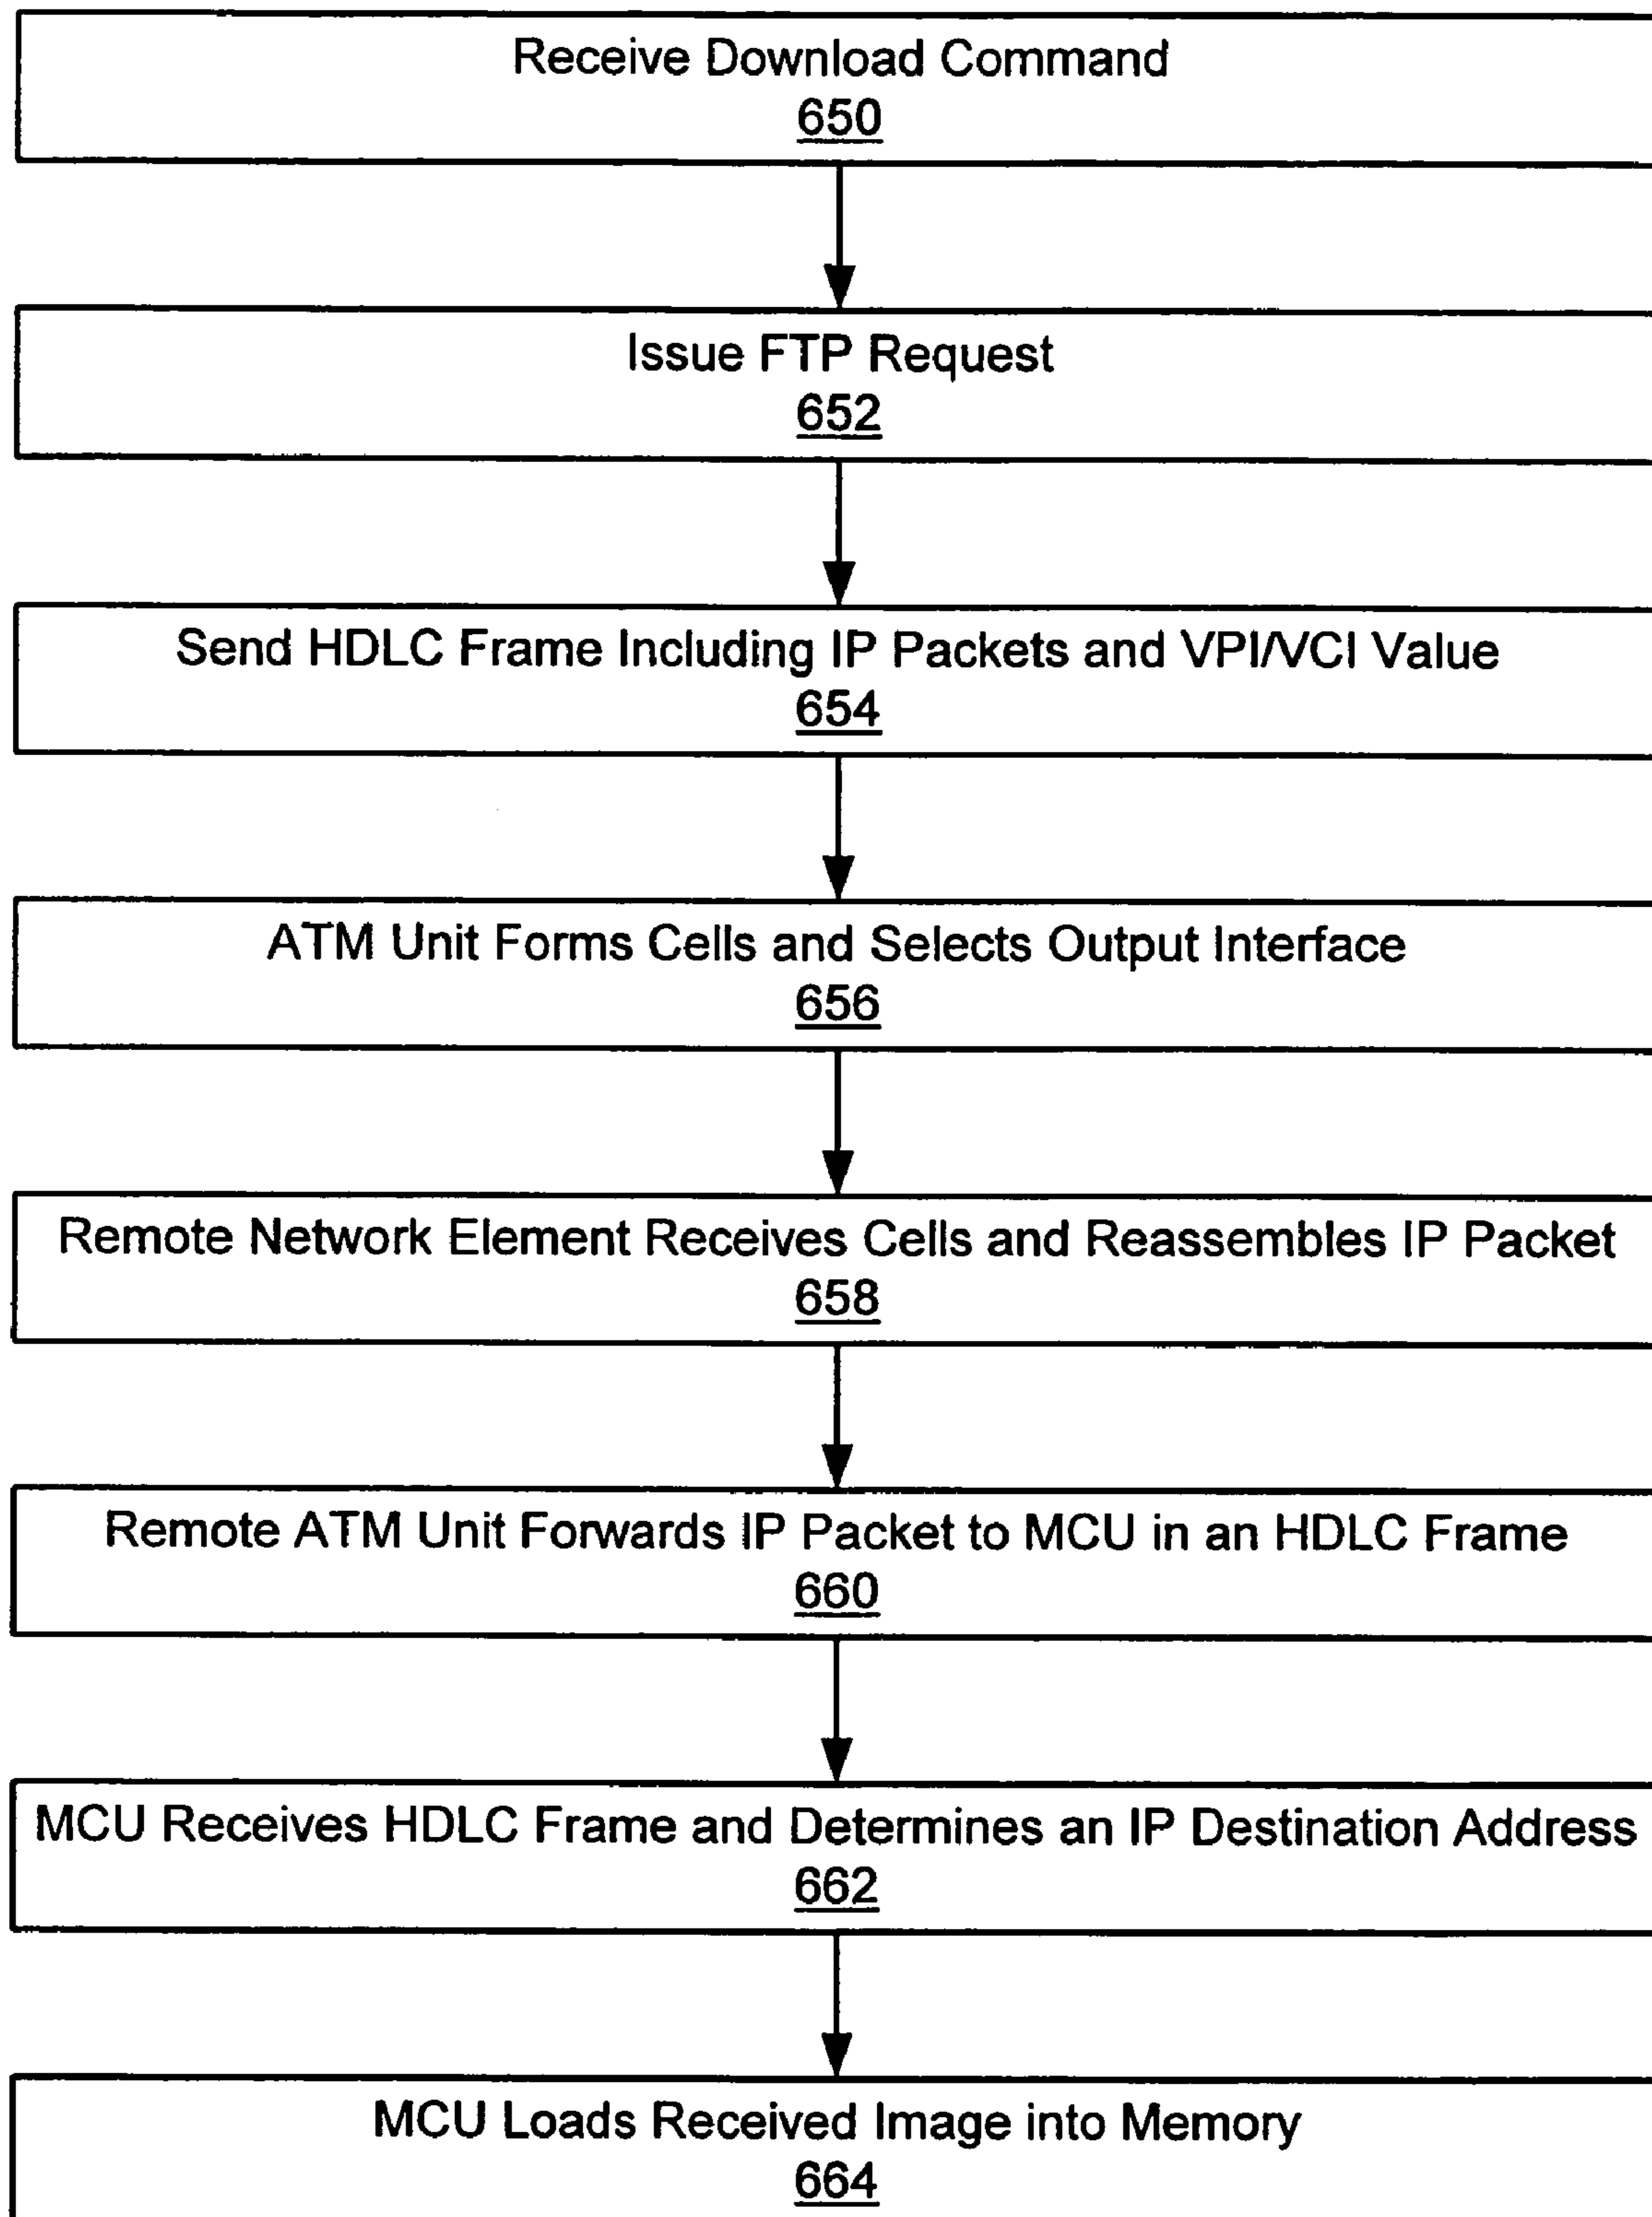 Receive Download Command
650
Issue FTP Request
652
Send HDLC Frame Including IP Packets and VPI/VCI Value
654
ATM Unit Forms Cells and Selects Output Interface
656
Remote Network Element Receives Cells and Reassembles IP Packet
658
Remote ATM Unit Forwards IP Packet to MCU in an HDLC Frame
660
MCU Receives HDLC Frame and Determines an IP Destination Address
662
MCU Loads Received Image into Memory
664